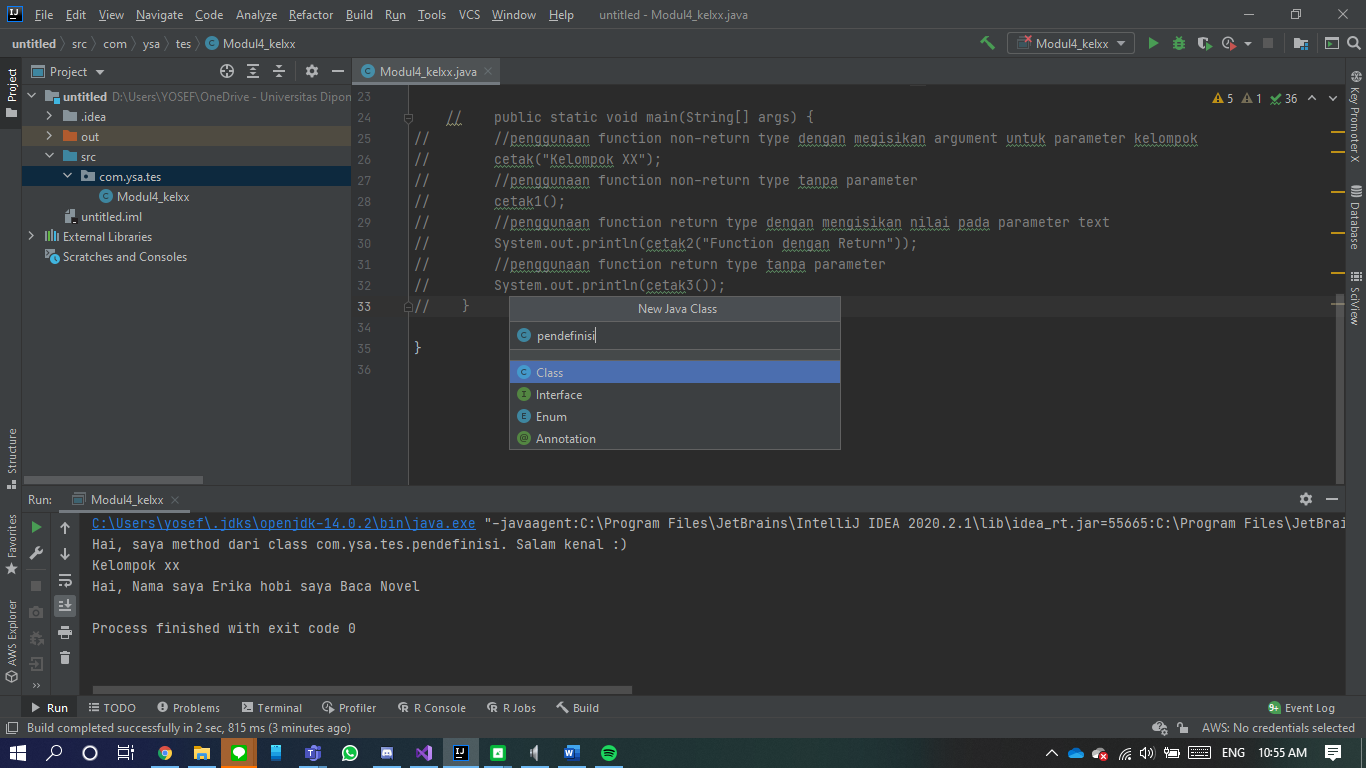 File Edit View Navigate Code Analyze Refactor Build Run Tools VCS Window Help untitled - Modul4_kelxx.java
untitled src com ysa tes Modul4_kelxx Modul4_kelxx
Project Modul4_kelxx.java
untitled D:\Users\YOSEF\OneDrive - Universitas Dipon
.idea
out
src
com.ysa.tes
Modul4_kelxx
untitled.iml
External Libraries
Scratches and Consoles
Project
Structure
Favorites
AWS Explorer
5 1 36
23
24 // public static void main(String[] args) {
25 // //penggunaan function non-return type dengan megisikan argument untuk parameter kelompok
26 // cetak("Kelompok XX");
27 // //penggunaan function non-return type tanpa parameter
28 // cetak1();
29 // //penggunaan function return type dengan mengisikan nilai pada parameter text
30 // System.out.println(cetak2("Function dengan Return"));
31 // //penggunaan function return type tanpa parameter
32 // System.out.println(cetak3());
33 // }
34
35 }
36
New Java Class
pendefinisi
Class
Interface
Enum
Annotation
Key Promoter X
Database
SciView
Run: Modul4_kelxx
C:\Users\yosef\.jdks\openjdk-14.0.2\bin\java.exe "-javaagent:C:\Program Files\JetBrains\IntelliJ IDEA 2020.2.1\lib\idea_rt.jar=55665:C:\Program Files\JetBrai
Hai, saya method dari class com.ysa.tes.pendefinisi. Salam kenal :)
Kelompok xx
Hai, Nama saya Erika hobi saya Baca Novel
Process finished with exit code 0
Run TODO Problems Terminal Profiler R Console R Jobs Build 9+ Event Log
Build completed successfully in 2 sec, 815 ms (3 minutes ago) AWS: No credentials selected
ENG 10:55 AM